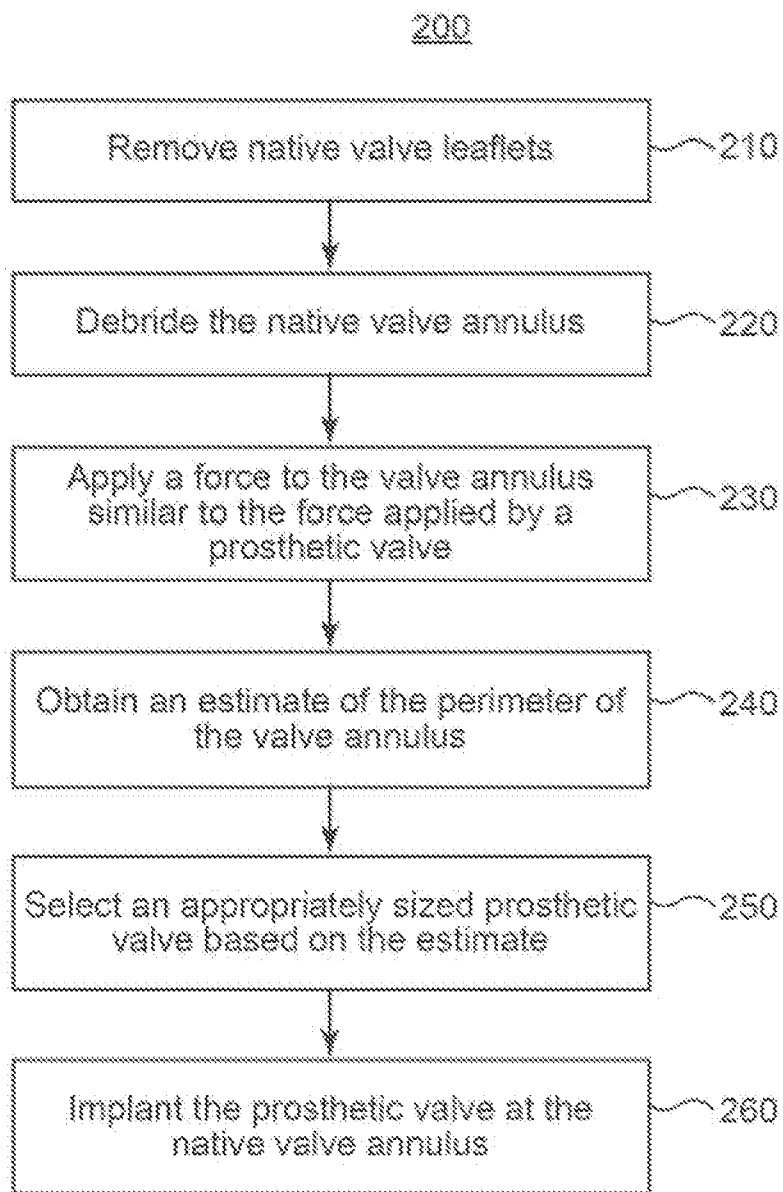 200
Remove native valve leaflets
210
Debride the native valve annulus
220
Apply a force to the valve annulus
similar to the force applied by a
prosthetic valve
230
Obtain an estimate of the perimeter of
the valve annulus
240
Select an appropriately sized prosthetic
valve based on the estimate
250
Implant the prosthetic valve at the
native valve annulus
260